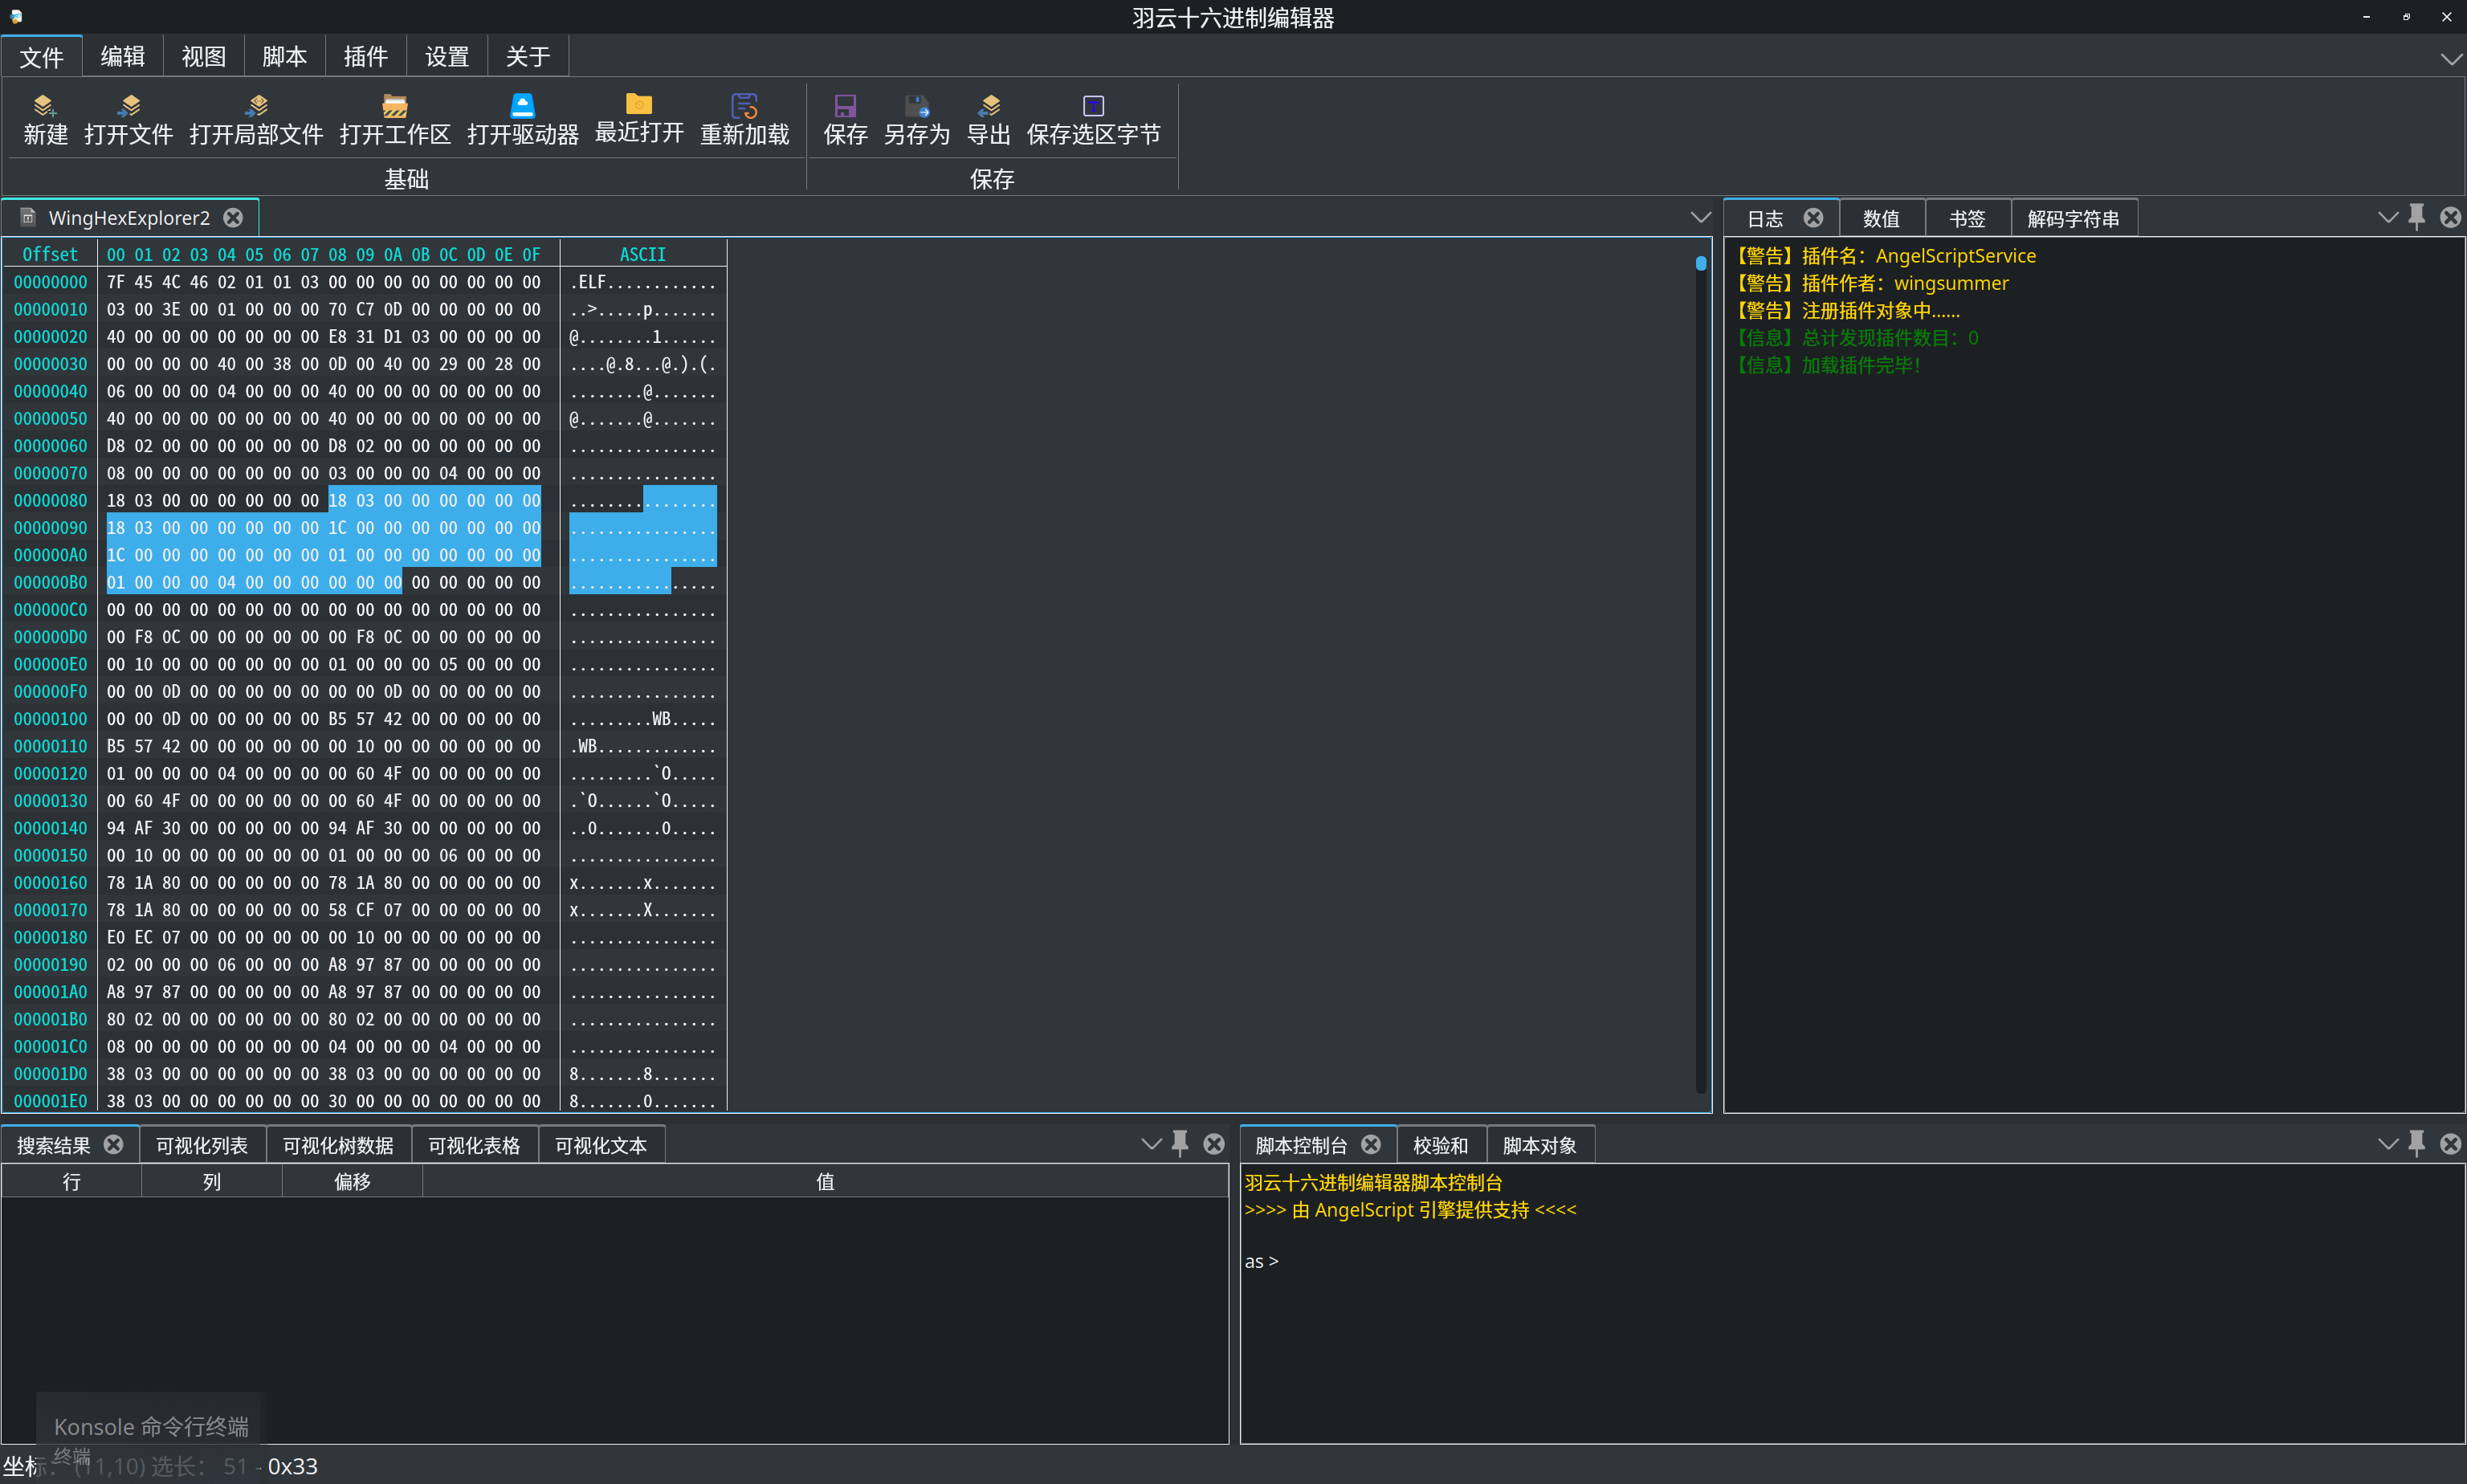 羽云十六进制编辑器
文件 编辑 视图 脚本 插件 设置 关于
新建 打开文件 打开局部文件 打开工作区 打开驱动器 最近打开 重新加载 保存 另存为 导出 保存选区字节
基础 保存
WingHexExplorer2
Offset 00 01 02 03 04 05 06 07 08 09 0A 0B 0C 0D 0E 0F ASCII
00000000 7F 45 4C 46 02 01 01 03 00 00 00 00 00 00 00 00 .ELF............
00000010 03 00 3E 00 01 00 00 00 70 C7 0D 00 00 00 00 00 ..>.....p.......
00000020 40 00 00 00 00 00 00 00 E8 31 D1 03 00 00 00 00 @........1......
00000030 00 00 00 00 40 00 38 00 0D 00 40 00 29 00 28 00 ....@.8...@.).(.
00000040 06 00 00 00 04 00 00 00 40 00 00 00 00 00 00 00 ........@.......
00000050 40 00 00 00 00 00 00 00 40 00 00 00 00 00 00 00 @.......@.......
00000060 D8 02 00 00 00 00 00 00 D8 02 00 00 00 00 00 00 ................
00000070 08 00 00 00 00 00 00 00 03 00 00 00 04 00 00 00 ................
00000080 18 03 00 00 00 00 00 00 18 03 00 00 00 00 00 00 ................
00000090 18 03 00 00 00 00 00 00 1C 00 00 00 00 00 00 00 ................
000000A0 1C 00 00 00 00 00 00 00 01 00 00 00 00 00 00 00 ................
000000B0 01 00 00 00 04 00 00 00 00 00 00 00 00 00 00 00 ................
000000C0 00 00 00 00 00 00 00 00 00 00 00 00 00 00 00 00 ................
000000D0 00 F8 0C 00 00 00 00 00 00 F8 0C 00 00 00 00 00 ................
000000E0 00 10 00 00 00 00 00 00 01 00 00 00 05 00 00 00 ................
000000F0 00 00 0D 00 00 00 00 00 00 00 0D 00 00 00 00 00 ................
00000100 00 00 0D 00 00 00 00 00 B5 57 42 00 00 00 00 00 .........WB.....
00000110 B5 57 42 00 00 00 00 00 00 10 00 00 00 00 00 00 .WB.............
00000120 01 00 00 00 04 00 00 00 00 60 4F 00 00 00 00 00 .........`O.....
00000130 00 60 4F 00 00 00 00 00 00 60 4F 00 00 00 00 00 .`O......`O.....
00000140 94 AF 30 00 00 00 00 00 94 AF 30 00 00 00 00 00 ..0.......0.....
00000150 00 10 00 00 00 00 00 00 01 00 00 00 06 00 00 00 ................
00000160 78 1A 80 00 00 00 00 00 78 1A 80 00 00 00 00 00 x.......x.......
00000170 78 1A 80 00 00 00 00 00 58 CF 07 00 00 00 00 00 x.......X.......
00000180 E0 EC 07 00 00 00 00 00 00 10 00 00 00 00 00 00 ................
00000190 02 00 00 00 06 00 00 00 A8 97 87 00 00 00 00 00 ................
000001A0 A8 97 87 00 00 00 00 00 A8 97 87 00 00 00 00 00 ................
000001B0 80 02 00 00 00 00 00 00 80 02 00 00 00 00 00 00 ................
000001C0 08 00 00 00 00 00 00 00 04 00 00 00 04 00 00 00 ................
000001D0 38 03 00 00 00 00 00 00 38 03 00 00 00 00 00 00 8.......8.......
000001E0 38 03 00 00 00 00 00 00 30 00 00 00 00 00 00 00 8.......0.......
日志 数值 书签 解码字符串
【警告】插件名：AngelScriptService
【警告】插件作者：wingsummer
【警告】注册插件对象中……
【信息】总计发现插件数目：0
【信息】加载插件完毕！
搜索结果 可视化列表 可视化树数据 可视化表格 可视化文本
行 列 偏移 值
脚本控制台 校验和 脚本对象
羽云十六进制编辑器脚本控制台
>>>> 由 AngelScript 引擎提供支持 <<<<
as >
Konsole 命令行终端
终端
坐标：(11,10) 选长： 51 - 0x33